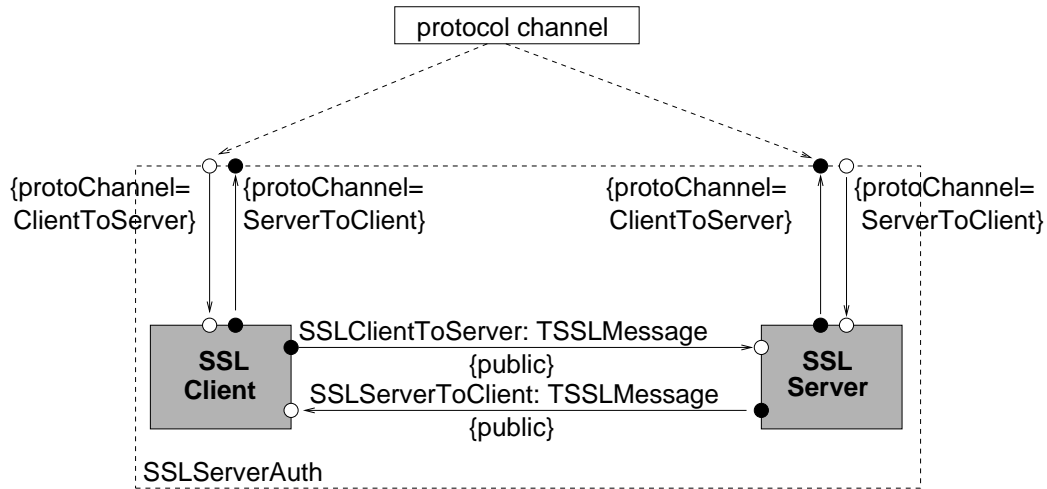 protocol channel
{protoChannel=
ClientToServer}
{protoChannel=
ServerToClient}
{protoChannel=
ClientToServer}
{protoChannel=
ServerToClient}
SSL
Client
SSLClientToServer: TSSLMessage
{public}
SSLServerToClient: TSSLMessage
{public}
SSL
Server
SSLServerAuth